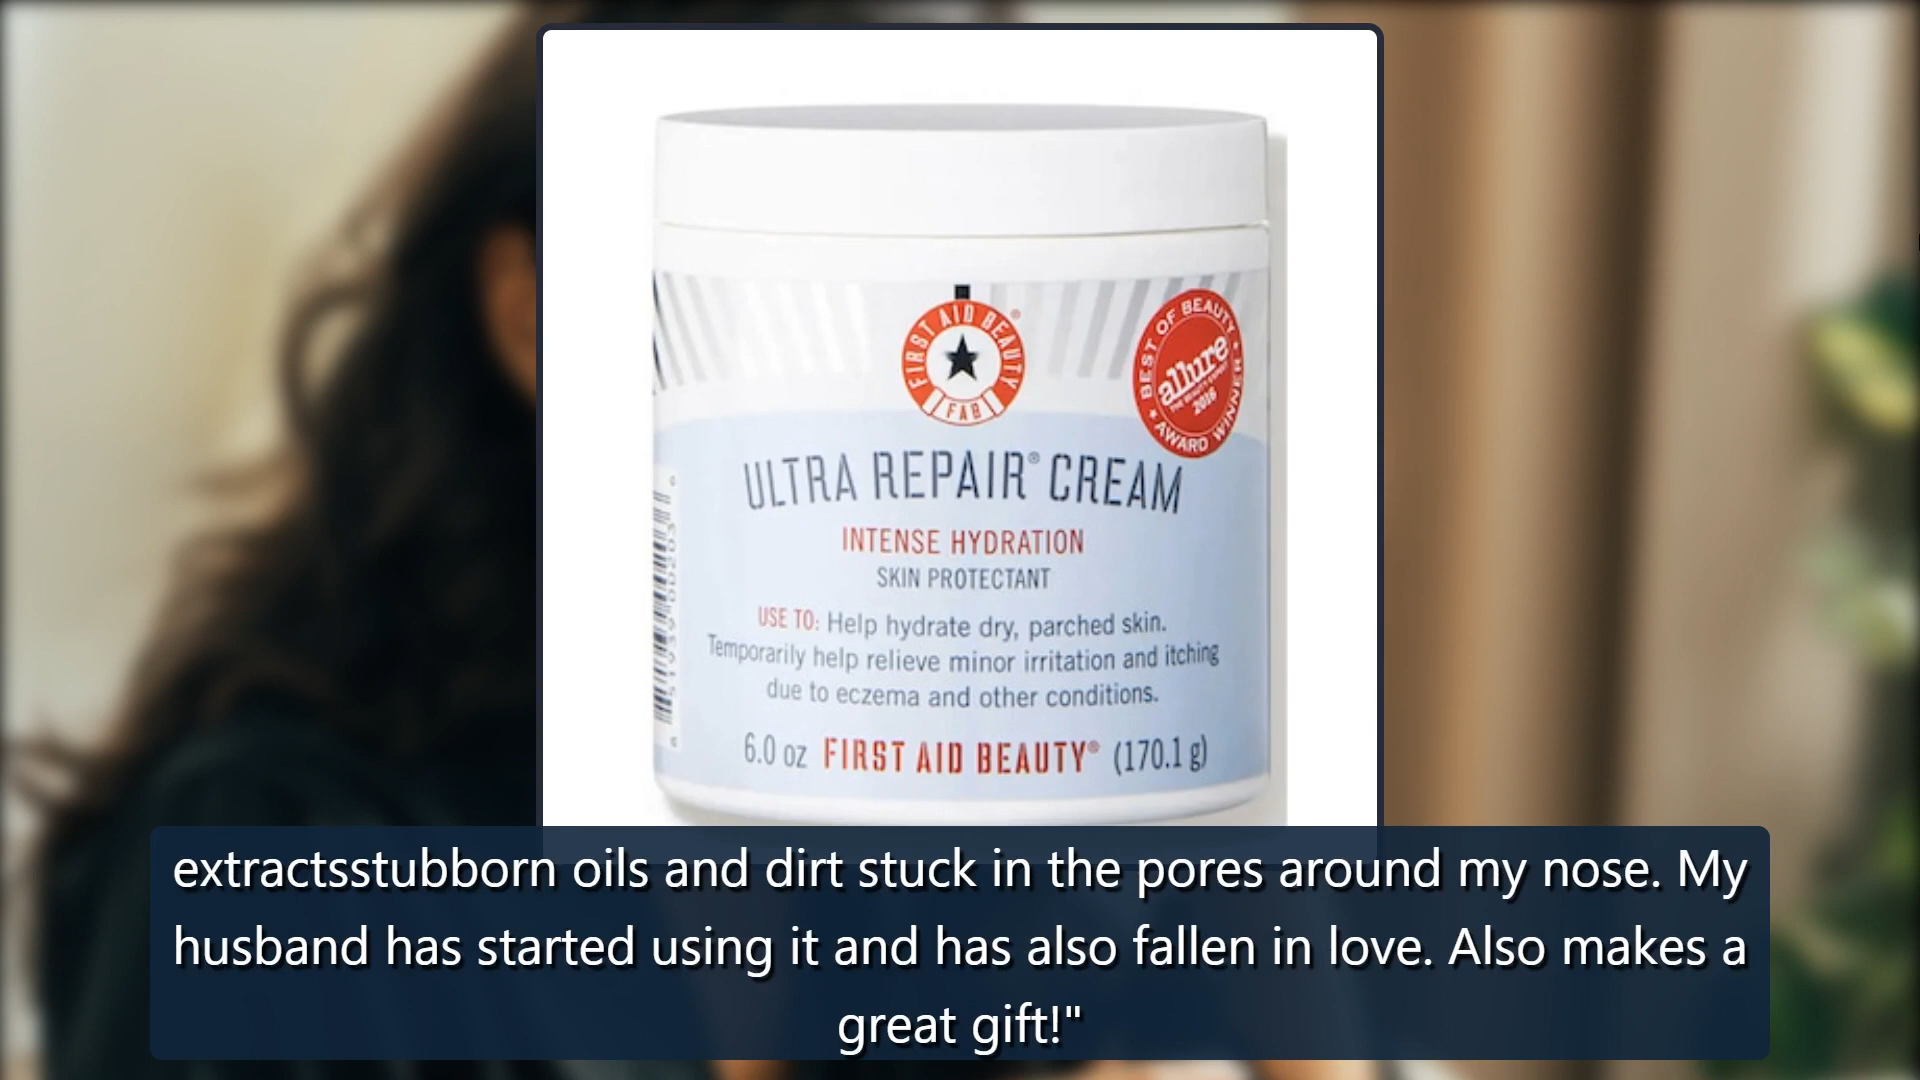 FIRST AID BEAUTY®
FAB
BEST OF BEAUTY
allure
THE BEAUTY EXPERT
2016
AWARD WINNER
ULTRA REPAIR® CREAM
INTENSE HYDRATION
SKIN PROTECTANT
USE TO: Help hydrate dry, parched skin.
Temporarily help relieve minor irritation and itching
due to eczema and other conditions.
6.0 oz FIRST AID BEAUTY® (170.1 g)
extractsstubborn oils and dirt stuck in the pores around my nose. My
husband has started using it and has also fallen in love. Also makes a
great gift!"